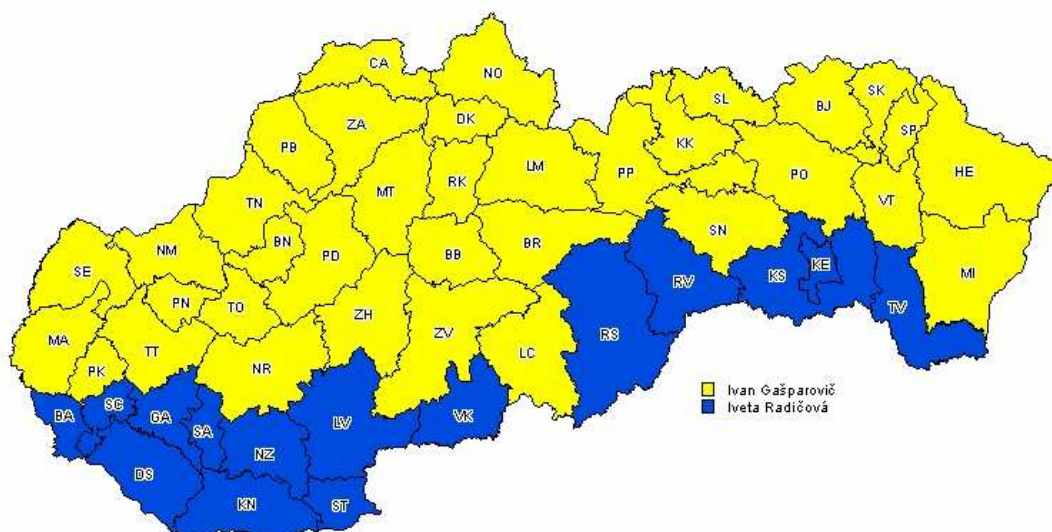 CA
NO
ZA
DK
PB
SL
BJ
SK
SP
KK
HE
LM
PP
PO
MT
RK
TN
VT
BN
SN
NM
PD
BB
BR
SE
KS
KE
MI
PN
TO
RV
TV
ZH
ZV
RS
MA
TT
NR
LC
PK
SC
BA
GA
SA
LV
VK
NZ
DS
KN
ST
Ivan Gašparovič
Iveta Radičová